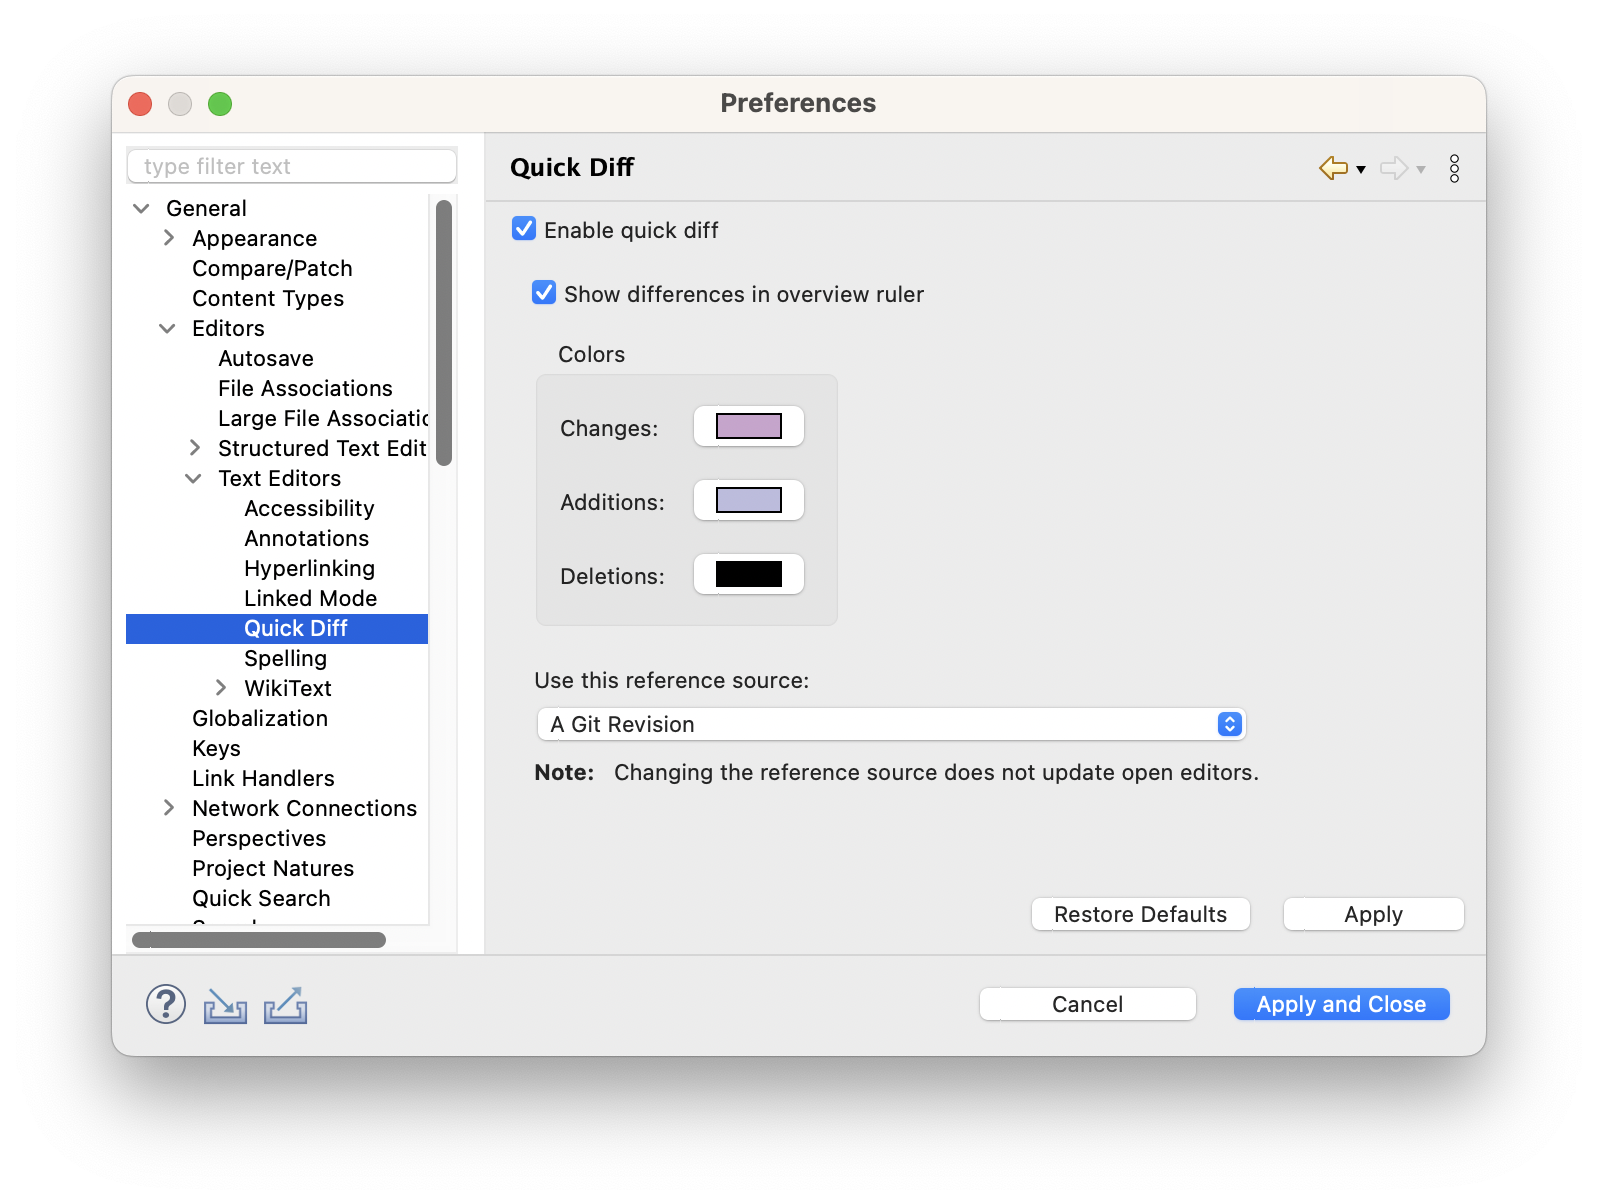 Preferences
type filter text
General
Appearance
Compare/Patch
Content Types
Editors
Autosave
File Associations
Large File
Structured Text
Text Editors
Accessibility
Annotations
Hyperlinking
Linked Mode
Quick Diff
Spelling
WikiText
Globalization
Keys
Link Handlers
Network Connections
Perspectives
Project Natures
Quick Search
Quick Diff
Enable quick diff
Show differences in overview ruler
Colors
Changes:
Additions:
Deletions:
Use this reference source:
A Git Revision
Note: Changing the reference source does not update open editors.
Restore Defaults Apply
Cancel Apply and Close